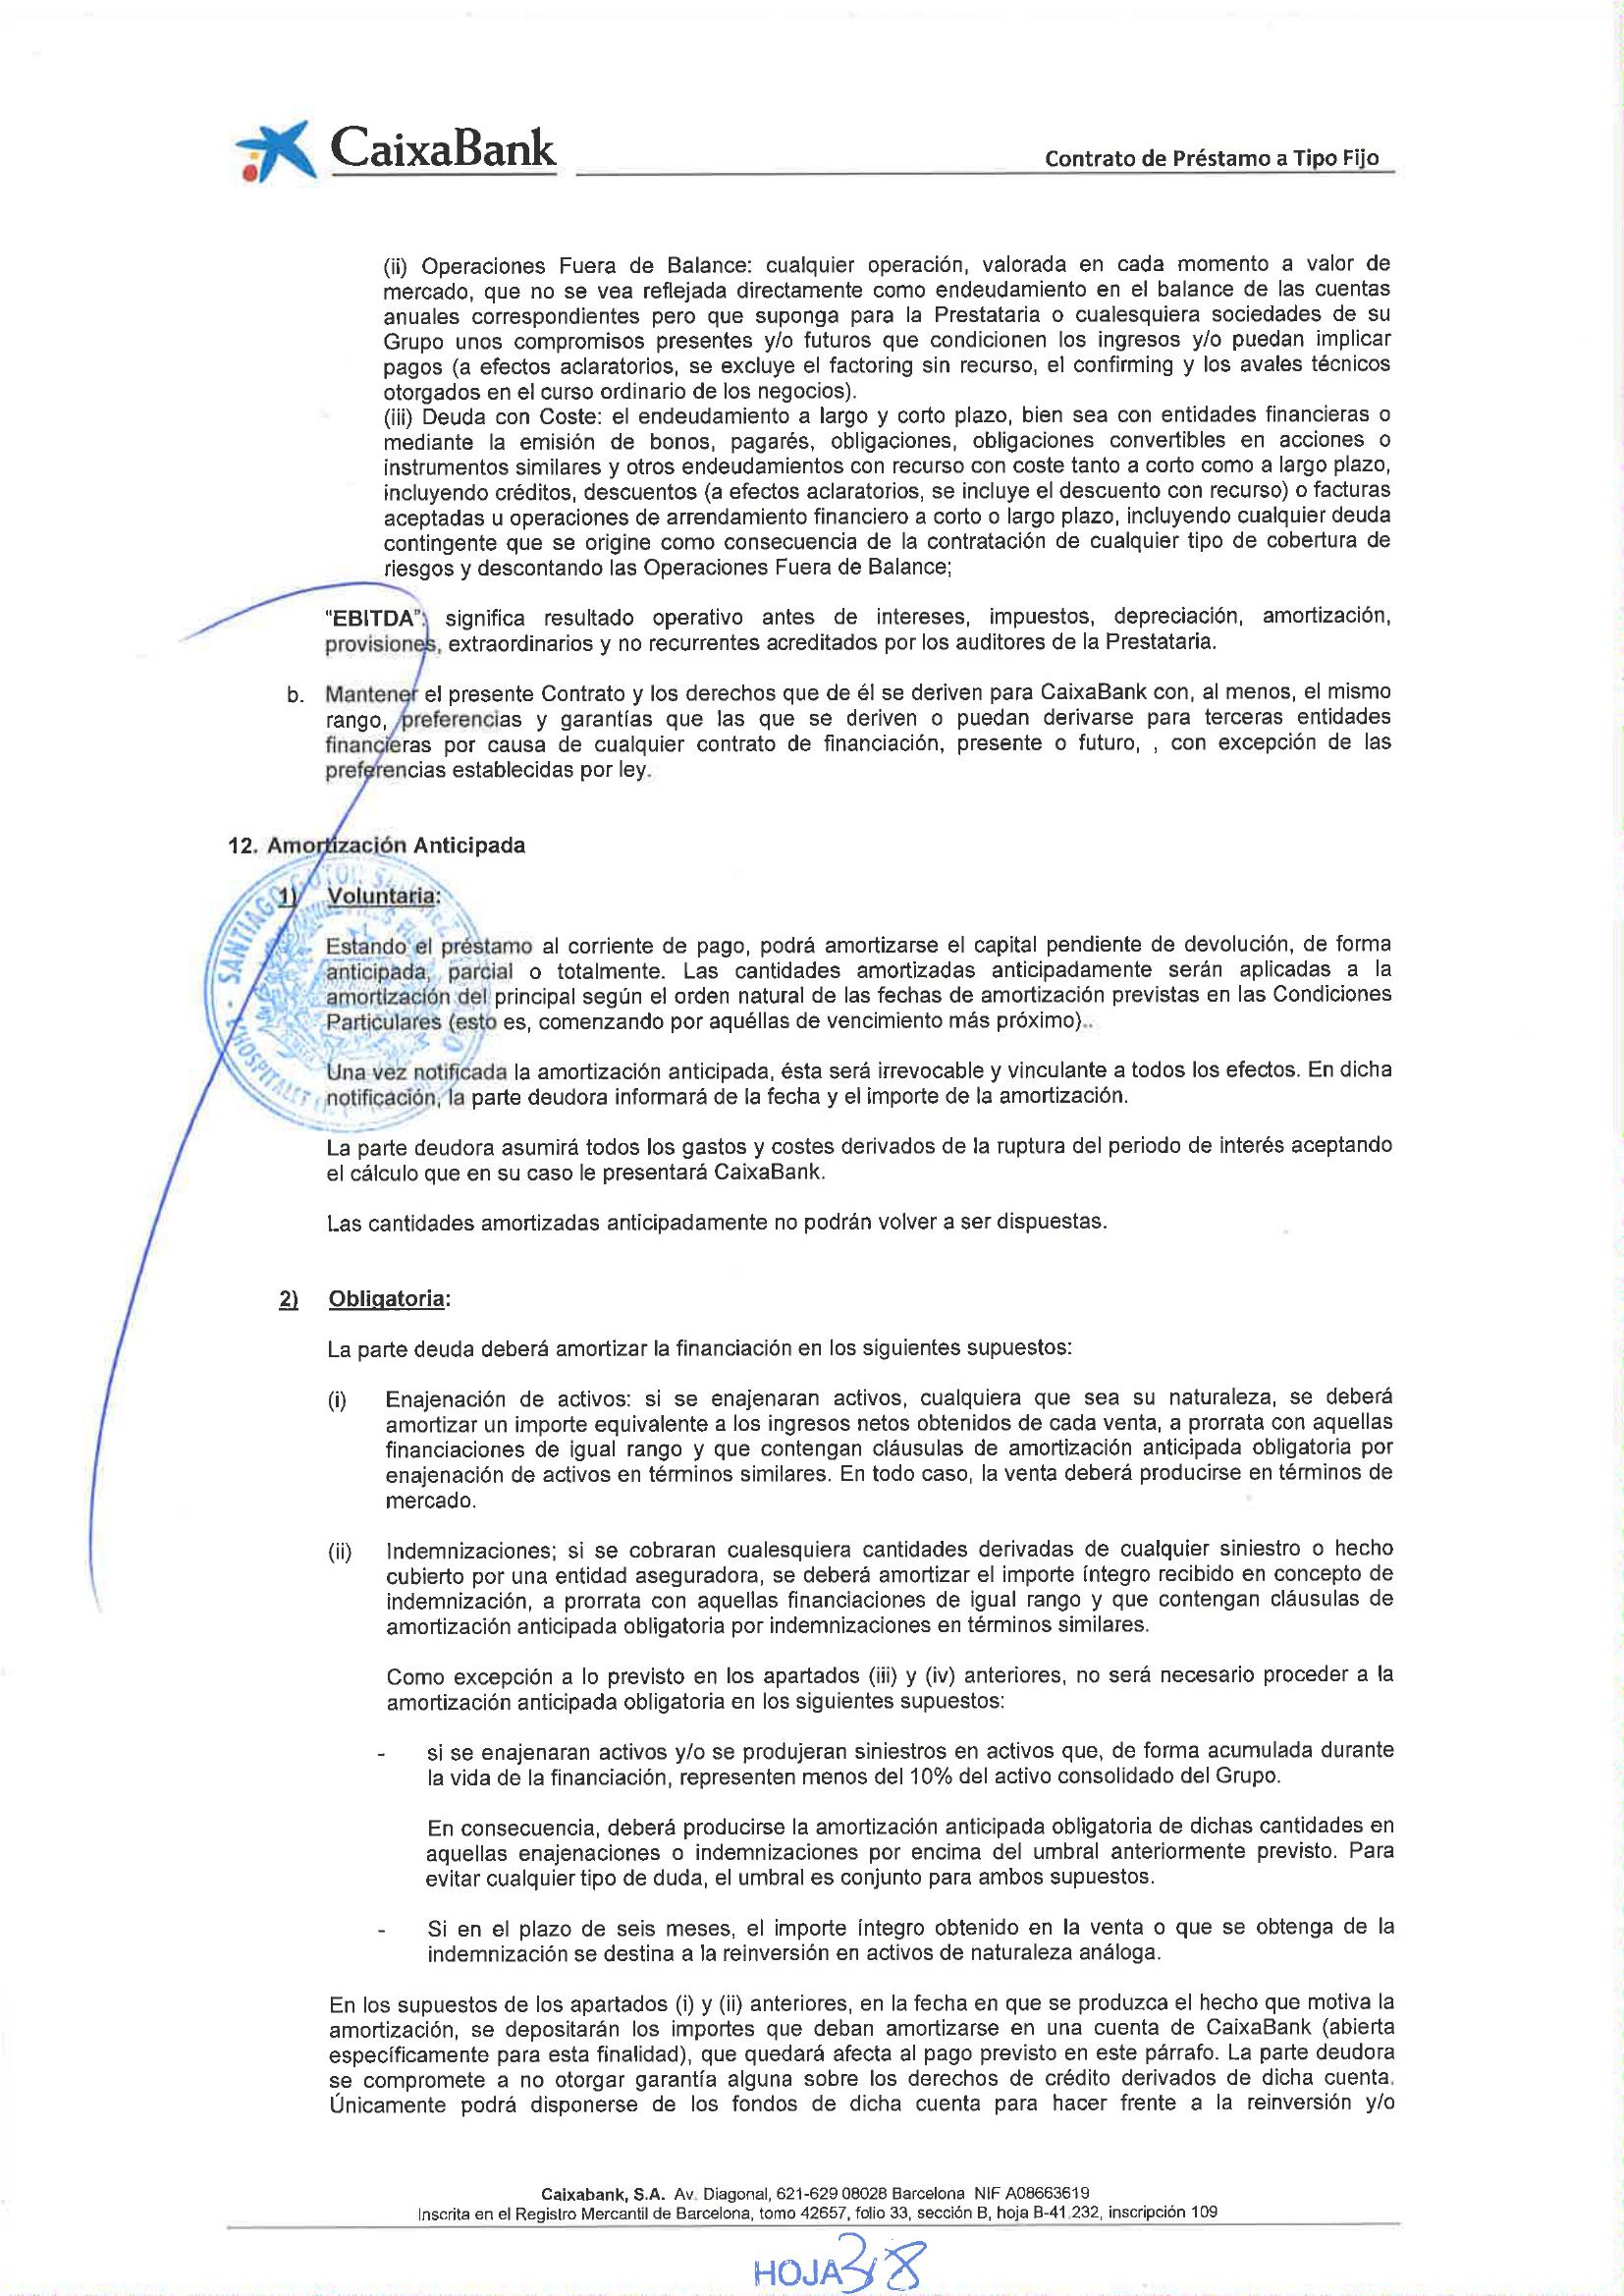 CaixaBank
Contrato de Préstamo a Tipo Fijo
(ii) Operaciones Fuera de Balance: cualquier operación, valorada en cada momento a valor de
mercado, que no se vea reflejada directamente como endeudamiento en el balance de las cuentas
anuales correspondientes pero que suponga para la Prestataria o cualesquiera sociedades de su
Grupo unos compromisos presentes y/o futuros que condicionen los ingresos y/o puedan implicar
pagos (a efectos aclaratorios, se excluye el factoring sin recurso, el confirming y los avales técnicos
otorgados en el curso ordinario de los negocios).
(iii) Deuda con Coste: el endeudamiento a largo y corto plazo, bien sea con entidades financieras o
mediante la emisión de bonos, pagarés, obligaciones, obligaciones convertibles en acciones o
instrumentos similares y otros endeudamientos con recurso con coste tanto a corto como a largo plazo,
incluyendo créditos, descuentos (a efectos aclaratorios, se incluye el descuento con recurso) o facturas
aceptadas u operaciones de arrendamiento financiero a corto o largo plazo, incluyendo cualquier deuda
contingente que se origine como consecuencia de la contratación de cualquier tipo de cobertura de
riesgos y descontando las Operaciones Fuera de Balance;
"EBITDA": significa resultado operativo antes de intereses, impuestos, depreciación, amortización,
provisiones, extraordinarios y no recurrentes acreditados por los auditores de la Prestataria.
b. Mantener el presente Contrato y los derechos que de él se deriven para CaixaBank con, al menos, el mismo
rango, preferencias y garantías que las que se deriven o puedan derivarse para terceras entidades
financieras por causa de cualquier contrato de financiación, presente o futuro, , con excepción de las
preferencias establecidas por ley.
12. Amortización Anticipada
1) Voluntaria:
Estando el préstamo al corriente de pago, podrá amortizarse el capital pendiente de devolución, de forma
anticipada, parcial o totalmente. Las cantidades amortizadas anticipadamente serán aplicadas a la
amortización del principal según el orden natural de las fechas de amortización previstas en las Condiciones
Particulares (esto es, comenzando por aquéllas de vencimiento más próximo)..
Una vez notificada la amortización anticipada, ésta será irrevocable y vinculante a todos los efectos. En dicha
notificación, la parte deudora informará de la fecha y el importe de la amortización.
La parte deudora asumirá todos los gastos y costes derivados de la ruptura del periodo de interés aceptando
el cálculo que en su caso le presentará CaixaBank.
Las cantidades amortizadas anticipadamente no podrán volver a ser dispuestas.
2) Obligatoria:
La parte deuda deberá amortizar la financiación en los siguientes supuestos:
(i) Enajenación de activos: si se enajenaran activos, cualquiera que sea su naturaleza, se deberá
amortizar un importe equivalente a los ingresos netos obtenidos de cada venta, a prorrata con aquellas
financiaciones de igual rango y que contengan cláusulas de amortización anticipada obligatoria por
enajenación de activos en términos similares. En todo caso, la venta deberá producirse en términos de
mercado.
(ii) Indemnizaciones; si se cobraran cualesquiera cantidades derivadas de cualquier siniestro o hecho
cubierto por una entidad aseguradora, se deberá amortizar el importe íntegro recibido en concepto de
indemnización, a prorrata con aquellas financiaciones de igual rango y que contengan cláusulas de
amortización anticipada obligatoria por indemnizaciones en términos similares.
Como excepción a lo previsto en los apartados (iii) y (iv) anteriores, no será necesario proceder a la
amortización anticipada obligatoria en los siguientes supuestos:
- si se enajenaran activos y/o se produjeran siniestros en activos que, de forma acumulada durante
la vida de la financiación, representen menos del 10% del activo consolidado del Grupo.
En consecuencia, deberá producirse la amortización anticipada obligatoria de dichas cantidades en
aquellas enajenaciones o indemnizaciones por encima del umbral anteriormente previsto. Para
evitar cualquier tipo de duda, el umbral es conjunto para ambos supuestos.
- Si en el plazo de seis meses, el importe íntegro obtenido en la venta o que se obtenga de la
indemnización se destina a la reinversión en activos de naturaleza análoga.
En los supuestos de los apartados (i) y (ii) anteriores, en la fecha en que se produzca el hecho que motiva la
amortización, se depositarán los importes que deban amortizarse en una cuenta de CaixaBank (abierta
específicamente para esta finalidad), que quedará afecta al pago previsto en este párrafo. La parte deudora
se compromete a no otorgar garantía alguna sobre los derechos de crédito derivados de dicha cuenta.
Únicamente podrá disponerse de los fondos de dicha cuenta para hacer frente a la reinversión y/o
SANTIAGO
Caixabank, S.A. Av. Diagonal, 621-629 08028 Barcelona NIF A08663619
Inscrita en el Registro Mercantil de Barcelona, tomo 42657, folio 33, sección B, hoja B-41.232, inscripción 109
HOJA 38